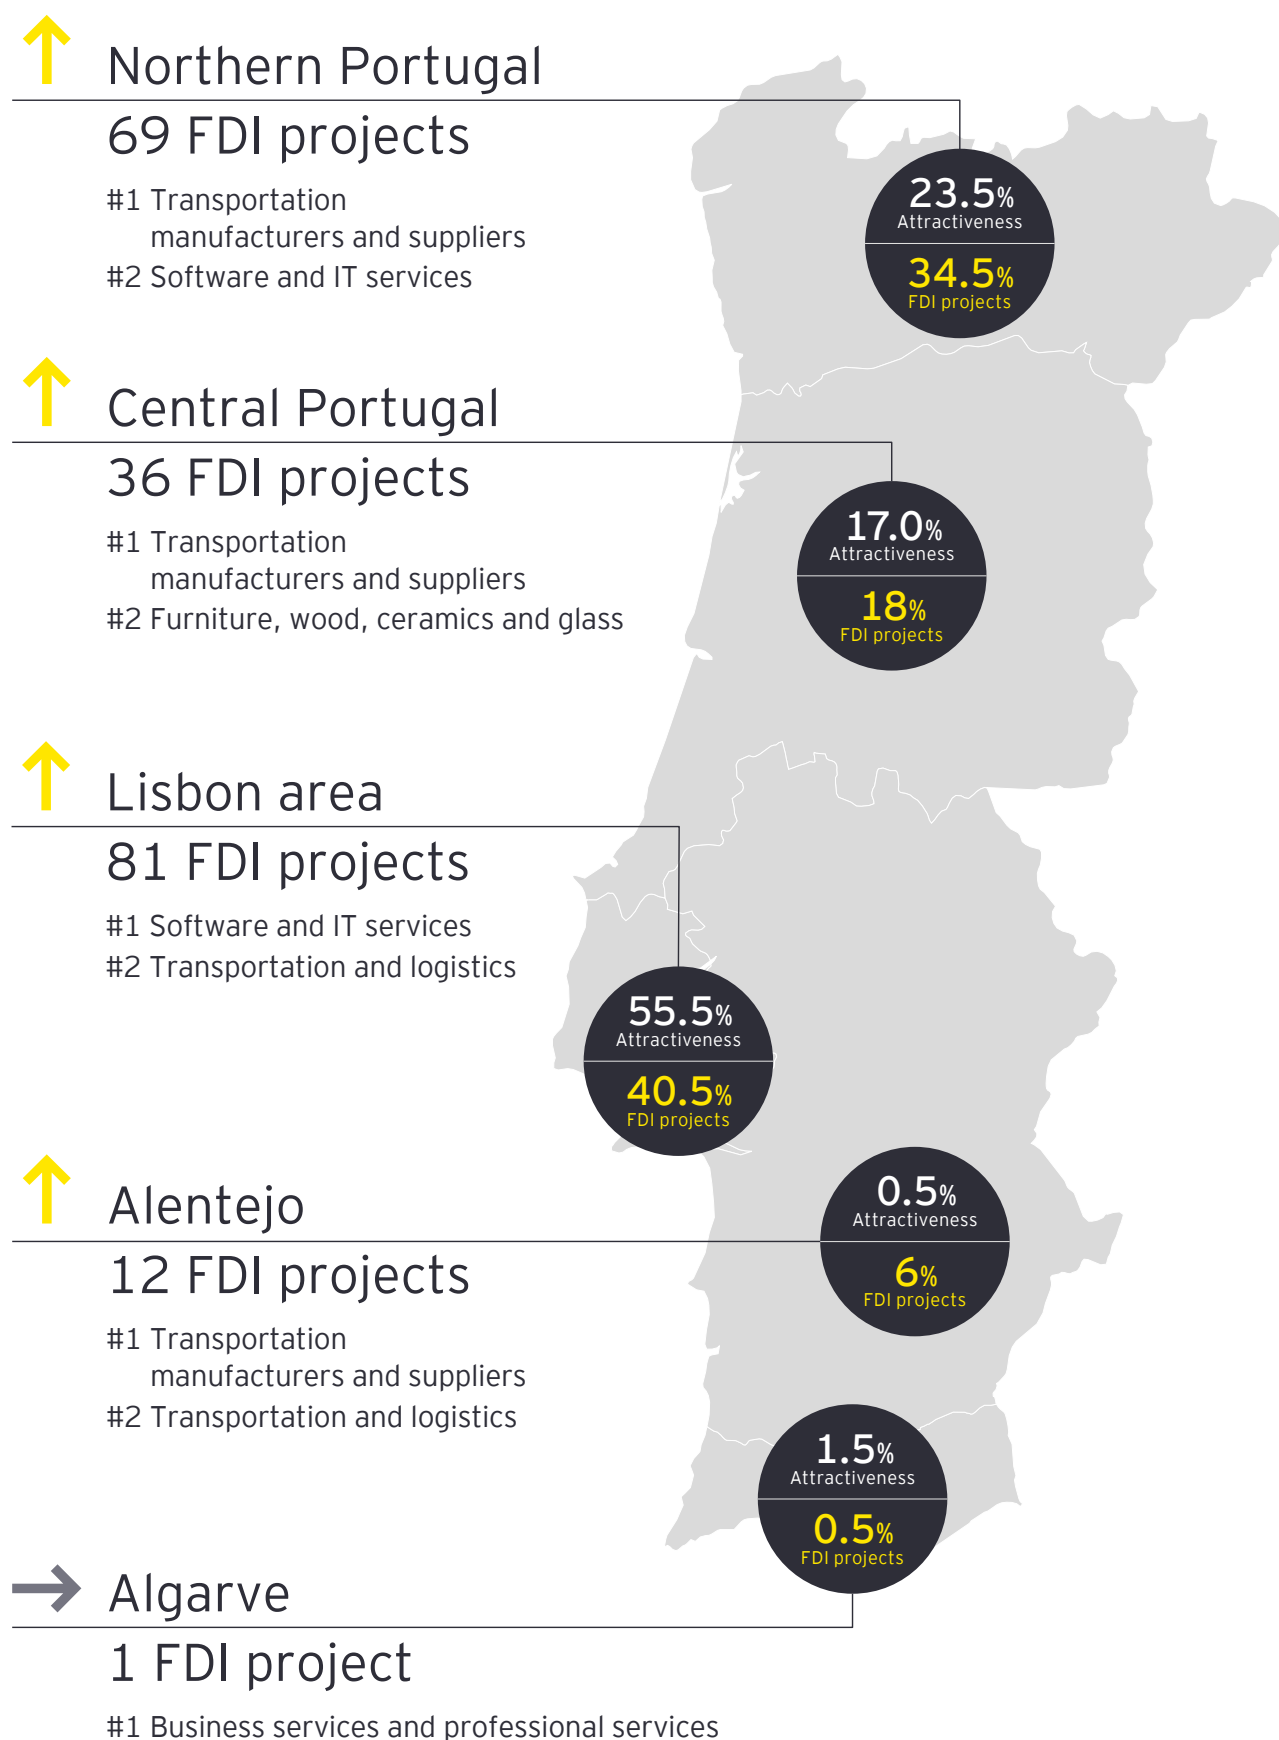 Northern Portugal
69 FDI projects
#1 Transportation
manufacturers and suppliers
#2 Software and IT services
23.5%
Attractiveness
34.5%
FDI projects
Central Portugal
36 FDI projects
#1 Transportation
manufacturers and suppliers
#2 Furniture, wood, ceramics and glass
17.0%
Attractiveness
18%
FDI projects
Lisbon area
81 FDI projects
#1 Software and IT services
#2 Transportation and logistics
55.5%
Attractiveness
40.5%
FDI projects
Alentejo
12 FDI projects
#1 Transportation
manufacturers and suppliers
#2 Transportation and logistics
0.5%
Attractiveness
6%
FDI projects
1.5%
Attractiveness
0.5%
FDI projects
Algarve
1 FDI project
#1 Business services and professional services